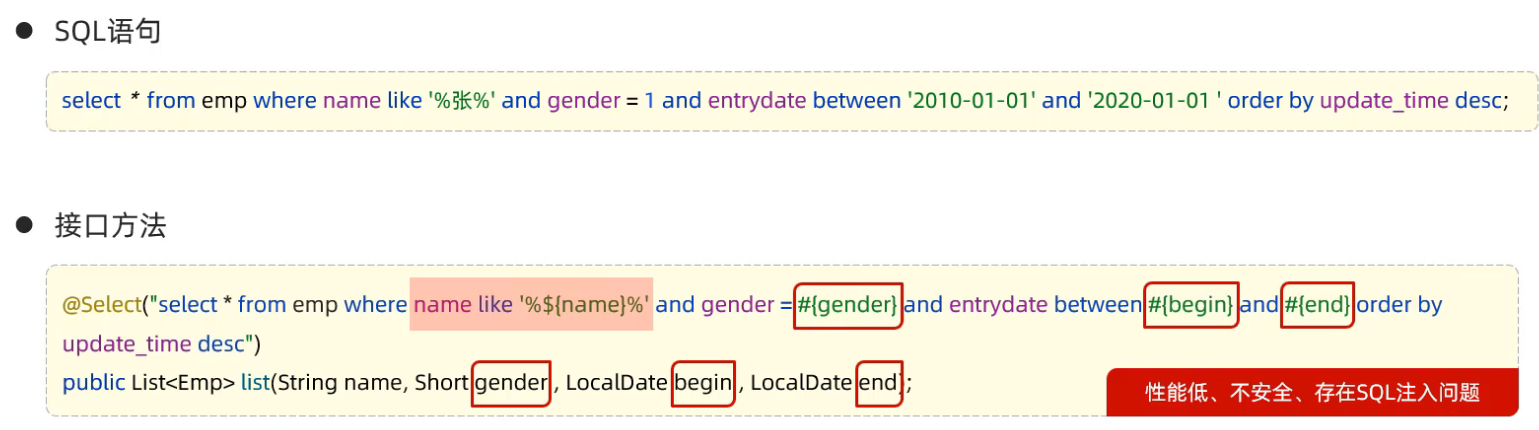 ● SQL语句
select * from emp where name like '%张%' and gender = 1 and entrydate between '2010-01-01' and '2020-01-01 ' order by update_time desc;
● 接口方法
@Select("select * from emp where name like '%${name}%' and gender = #{gender} and entrydate between #{begin} and #{end} order by
update_time desc")
public List<Emp> list(String name, Short gender , LocalDate begin , LocalDate end);
性能低、不安全、存在SQL注入问题